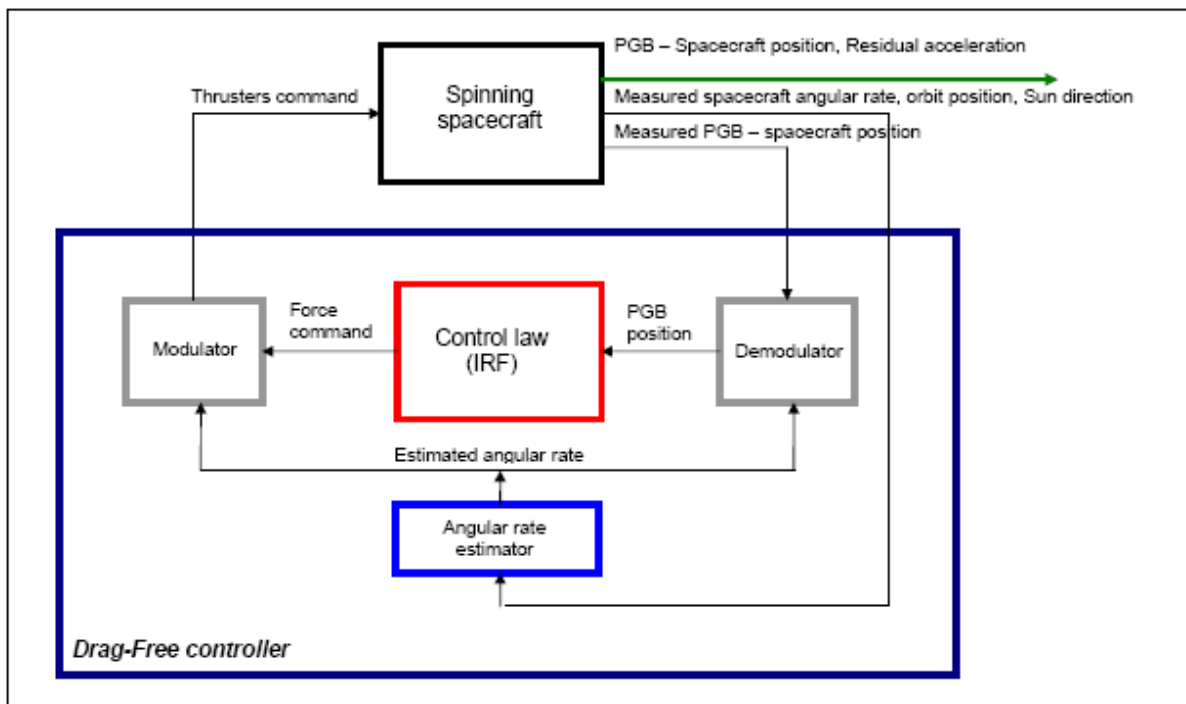 PGB – Spacecraft position, Residual acceleration
Thrusters command
Spinning
spacecraft
Measured spacecraft angular rate, orbit position, Sun direction
Measured PGB – spacecraft position
Modulator
Force
command
Control law
(IRF)
PGB
position
Demodulator
Estimated angular rate
Angular rate
estimator
Drag-Free controller